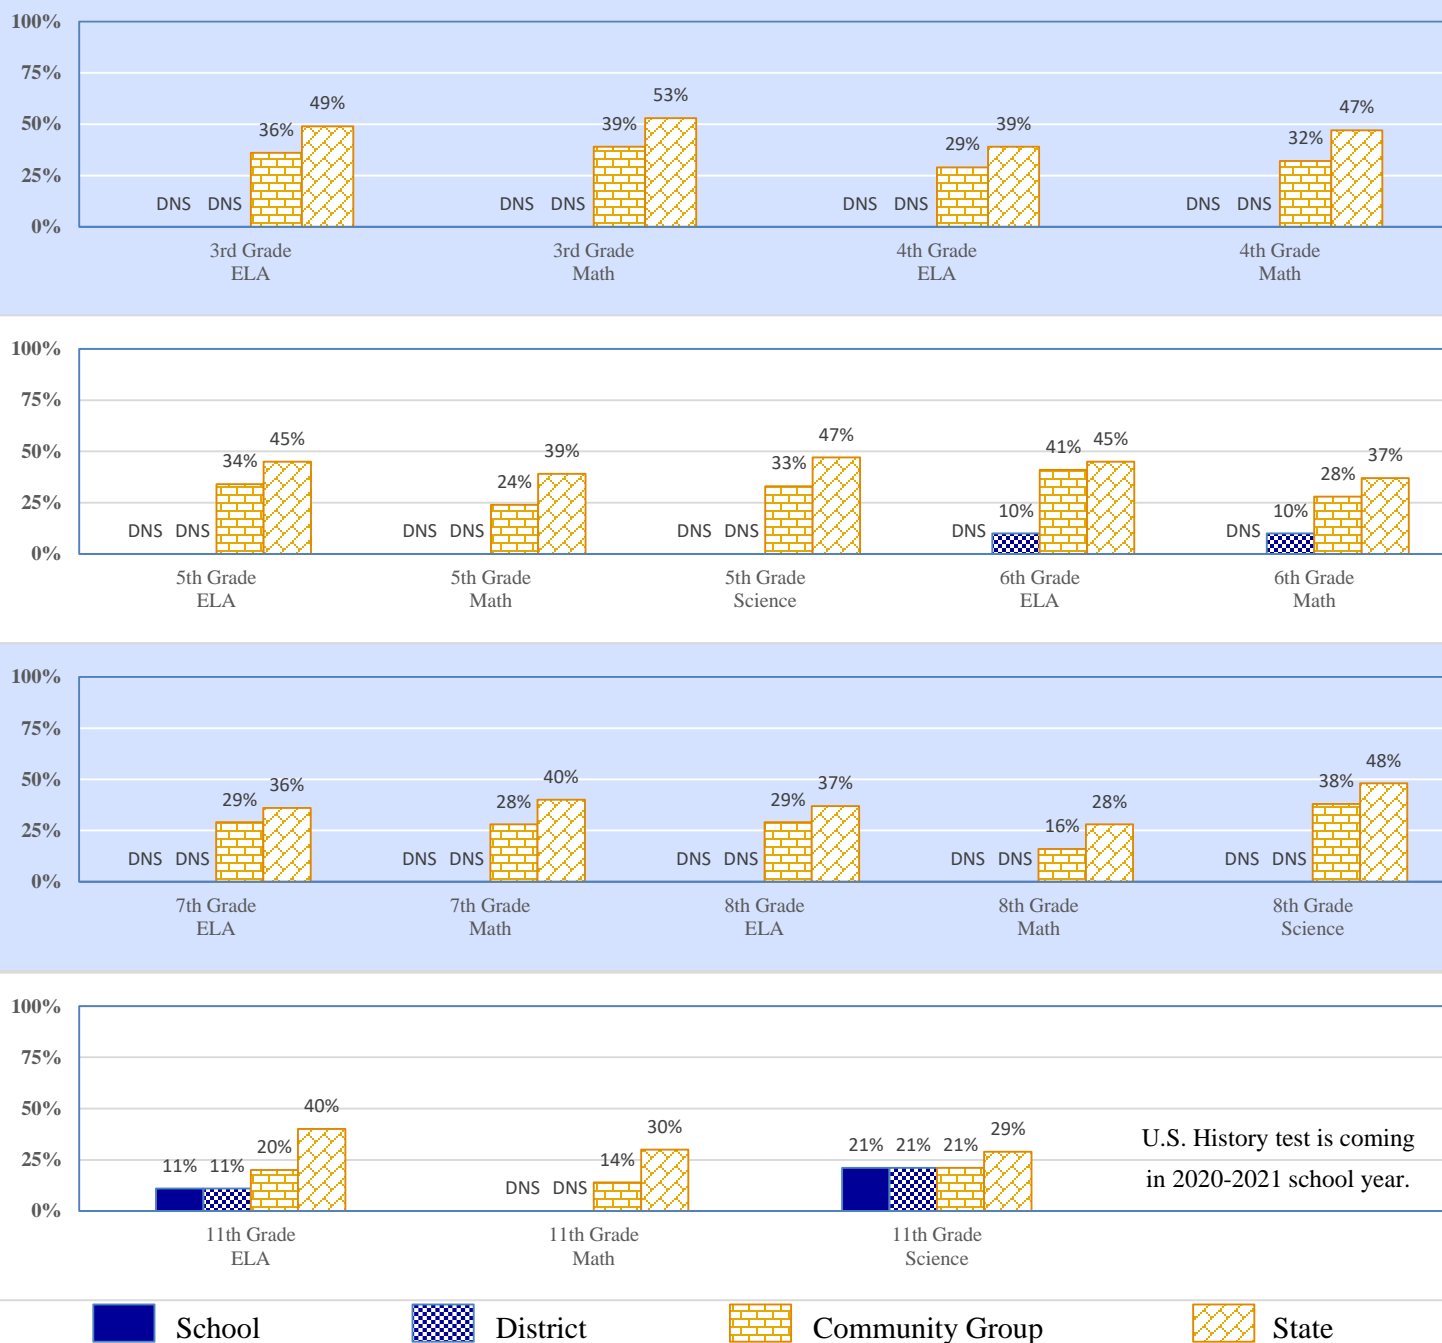 100%
75%
50%
25%
0%
DNS DNS 36% 49%
DNS DNS 39% 53%
DNS DNS 29% 39%
DNS DNS 32% 47%
3rd Grade
ELA
3rd Grade
Math
4th Grade
ELA
4th Grade
Math
100%
75%
50%
25%
0%
DNS DNS 34% 45%
DNS DNS 24% 39%
DNS DNS 33% 47%
DNS 10% 41% 45%
DNS 10% 28% 37%
5th Grade
ELA
5th Grade
Math
5th Grade
Science
6th Grade
ELA
6th Grade
Math
100%
75%
50%
25%
0%
DNS DNS 29% 36%
DNS DNS 28% 40%
DNS DNS 29% 37%
DNS DNS 16% 28%
DNS DNS 38% 48%
7th Grade
ELA
7th Grade
Math
8th Grade
ELA
8th Grade
Math
8th Grade
Science
100%
75%
50%
25%
0%
11% 11% 20% 40%
DNS DNS 14% 30%
21% 21% 21% 29%
U.S. History test is coming
in 2020-2021 school year.
11th Grade
ELA
11th Grade
Math
11th Grade
Science
School District Community Group State